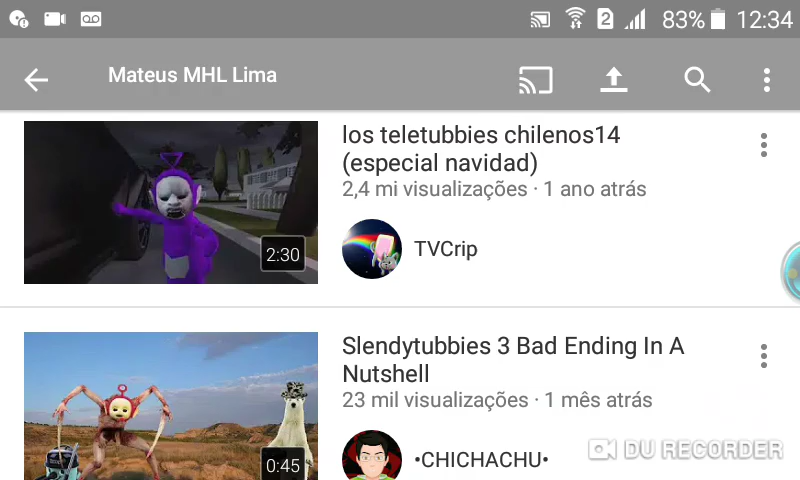 2 83% 12:34
Mateus MHL Lima
los teletubbies chilenos14
(especial navidad)
2,4 mi visualizações · 1 ano atrás
2:30
TVCrip
Slendytubbies 3 Bad Ending In A
Nutshell
23 mil visualizações · 1 mês atrás
0:45
•CHICHACHU•
DU RECORDER